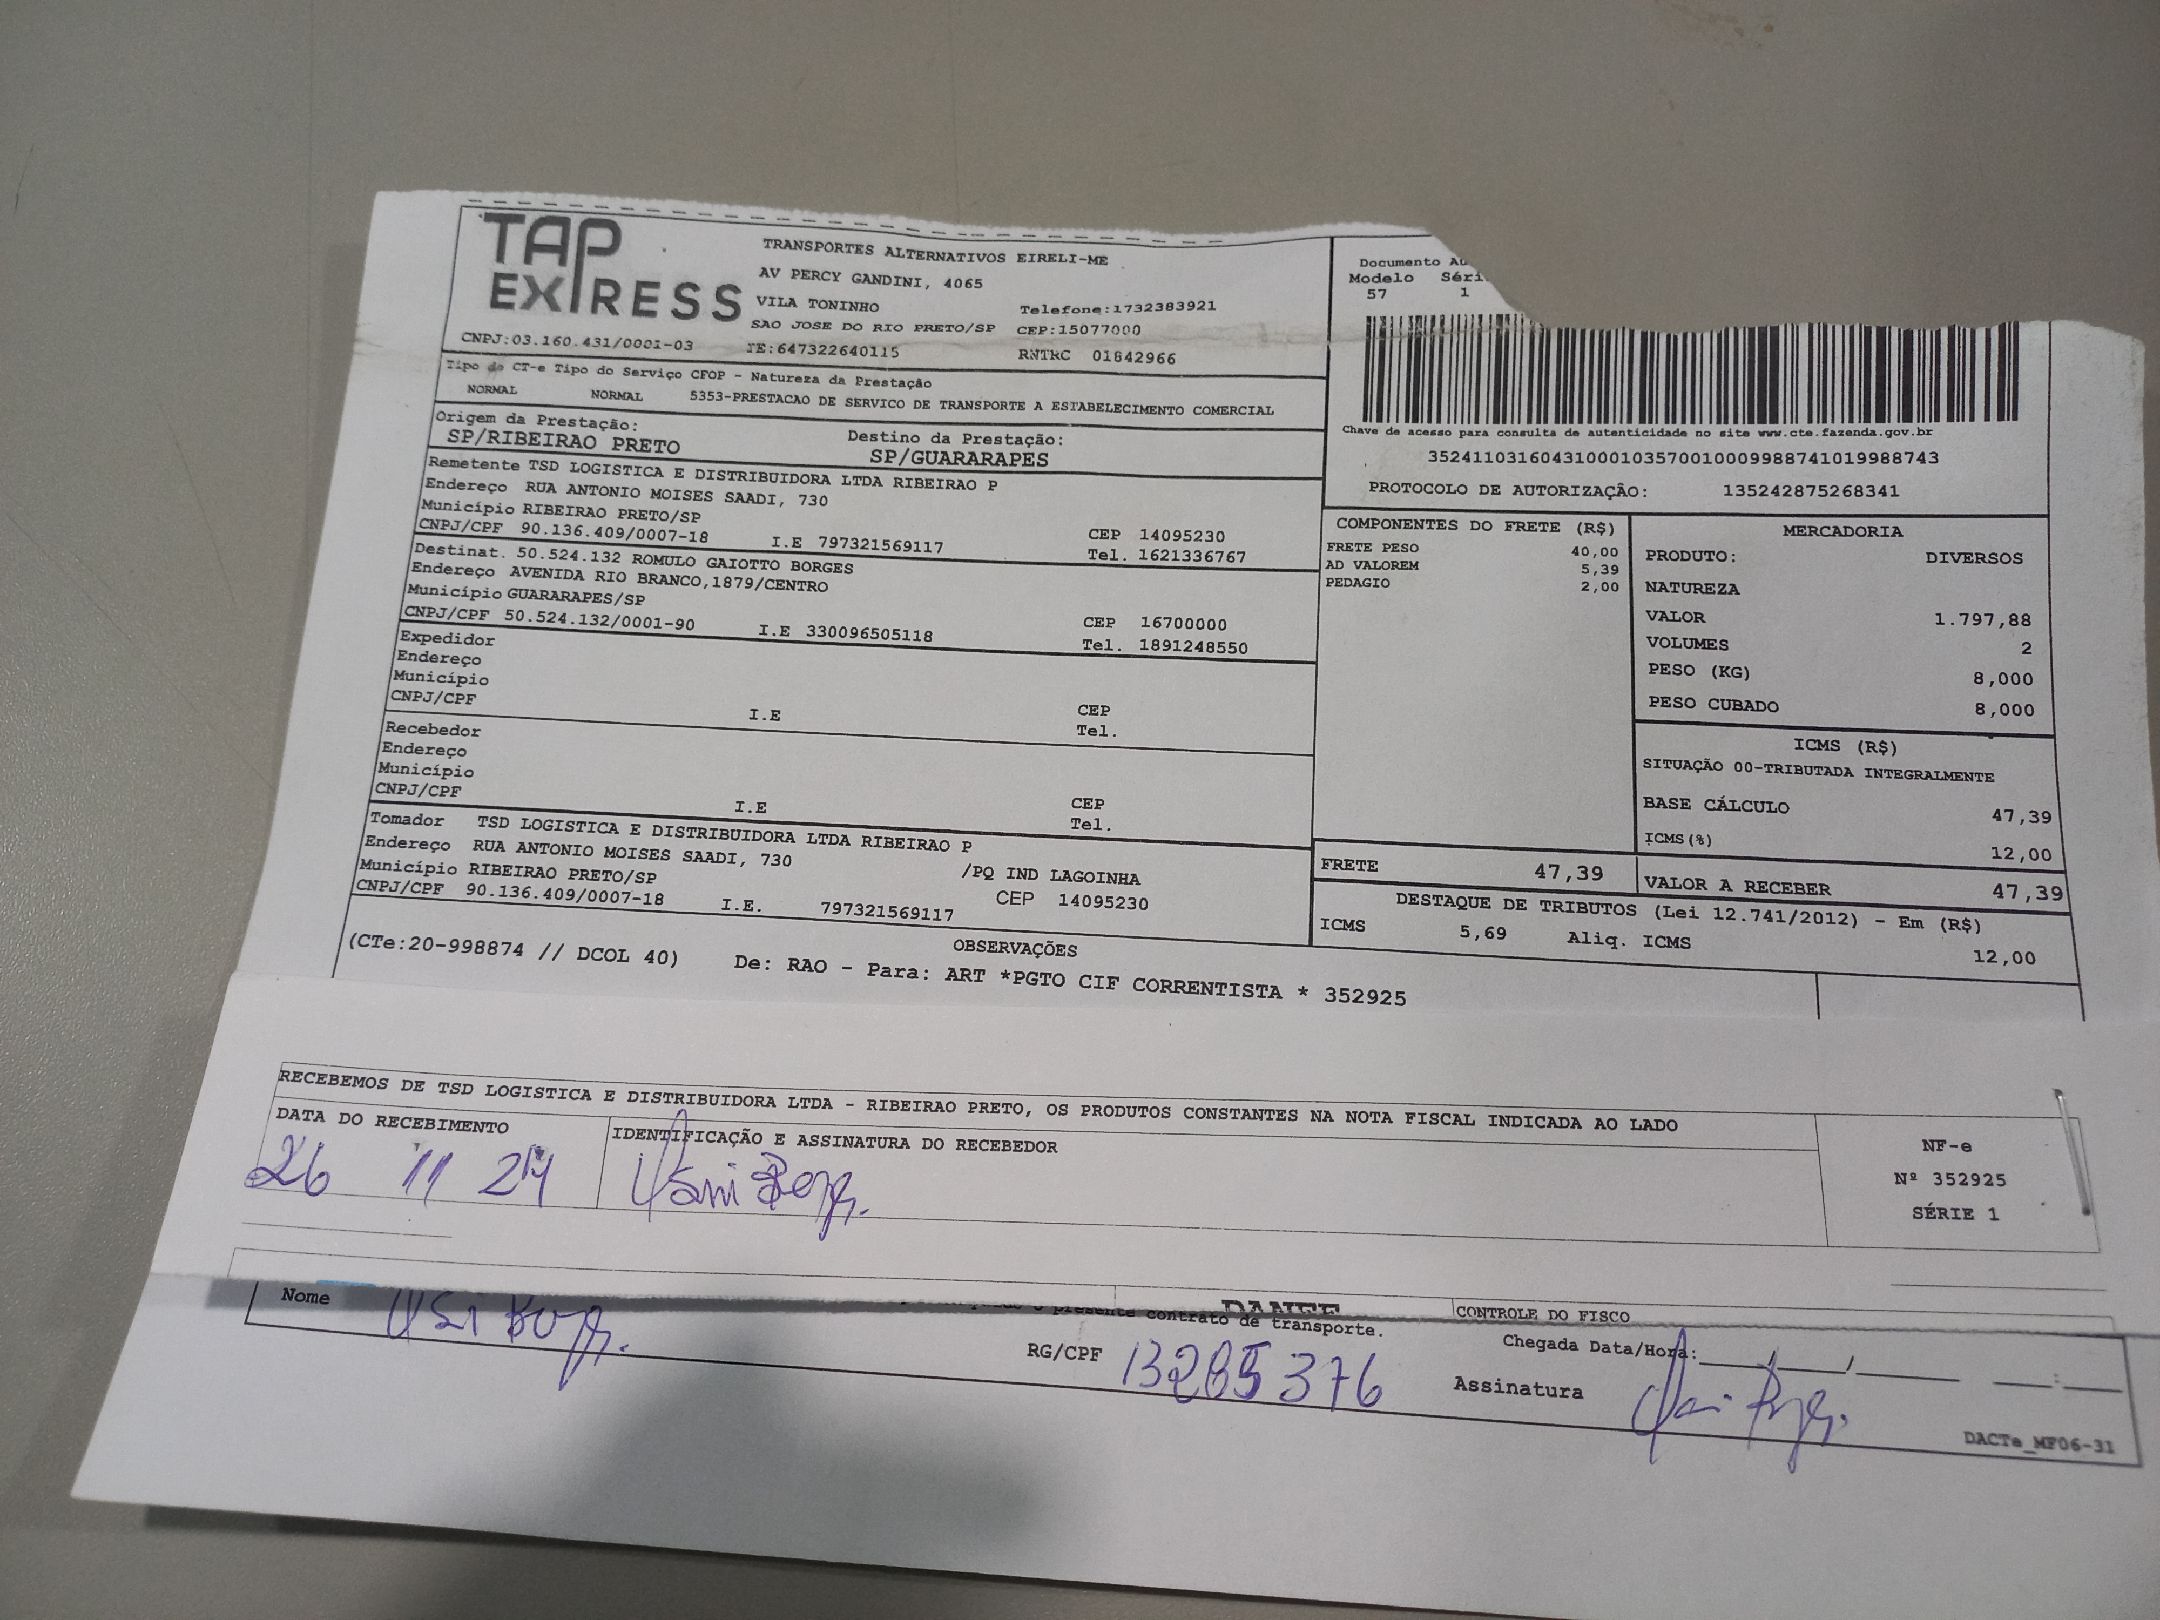 TAP EXPRESS
TRANSPORTES ALTERNATIVOS EIRELI-ME
AV PERCY GANDINI, 4065
VILA TONINHO Telefone:1732383921
SAO JOSE DO RIO PRETO/SP CEP:15077000
CNPJ:03.160.431/0001-03 IE:647322640115 RNTRC 01842966
Tipo do CT-e Tipo do Serviço CFOP - Natureza da Prestação
NORMAL NORMAL 5353-PRESTACAO DE SERVICO DE TRANSPORTE A ESTABELECIMENTO COMERCIAL
Origem da Prestação: Destino da Prestação:
SP/RIBEIRAO PRETO SP/GUARARAPES
Remetente TSD LOGISTICA E DISTRIBUIDORA LTDA RIBEIRAO P
Endereço RUA ANTONIO MOISES SAADI, 730
Município RIBEIRAO PRETO/SP CEP 14095230
CNPJ/CPF 90.136.409/0007-18 I.E 797321569117 Tel. 1621336767
Destinat. 50.524.132 ROMULO GAIOTTO BORGES
Endereço AVENIDA RIO BRANCO,1879/CENTRO
Município GUARARAPES/SP CEP 16700000
CNPJ/CPF 50.524.132/0001-90 I.E 330096505118 Tel. 1891248550
Expedidor
Endereço
Município CEP
CNPJ/CPF I.E Tel.
Recebedor
Endereço
Município CEP
CNPJ/CPF I.E Tel.
Tomador TSD LOGISTICA E DISTRIBUIDORA LTDA RIBEIRAO P
Endereço RUA ANTONIO MOISES SAADI, 730 /PQ IND LAGOINHA
Município RIBEIRAO PRETO/SP CEP 14095230
CNPJ/CPF 90.136.409/0007-18 I.E. 797321569117
Documento
Modelo
57 1
Chave de acesso para consulta de autenticidade no site www.cte.fazenda.gov.br
35241103160431000103570010009988741019988743
PROTOCOLO DE AUTORIZAÇÃO: 135242875268341
COMPONENTES DO FRETE (R$)
FRETE PESO 40,00
AD VALOREM 5,39
PEDAGIO 2,00
MERCADORIA
PRODUTO: DIVERSOS
NATUREZA
VALOR 1.797,88
VOLUMES 2
PESO (KG) 8,000
PESO CUBADO 8,000
ICMS (R$)
SITUAÇÃO 00-TRIBUTADA INTEGRALMENTE
BASE CÁLCULO 47,39
ICMS(%) 12,00
FRETE 47,39 VALOR A RECEBER 47,39
DESTAQUE DE TRIBUTOS (Lei 12.741/2012) - Em (R$)
ICMS 5,69 Aliq. ICMS 12,00
OBSERVAÇÕES
(CTe:20-998874 // DCOL 40) De: RAO - Para: ART *PGTO CIF CORRENTISTA * 352925
RECEBEMOS DE TSD LOGISTICA E DISTRIBUIDORA LTDA - RIBEIRAO PRETO, OS PRODUTOS CONSTANTES NA NOTA FISCAL INDICADA AO LADO
DATA DO RECEBIMENTO IDENTIFICAÇÃO E ASSINATURA DO RECEBEDOR
26 11 24
NF-e
Nº 352925
SÉRIE 1
DANFE
CONTROLE DO FISCO
o presente contrato de transporte.
Nome
RG/CPF 13285376
Chegada Data/Hora: / / :
Assinatura
DACTe_MF06-31